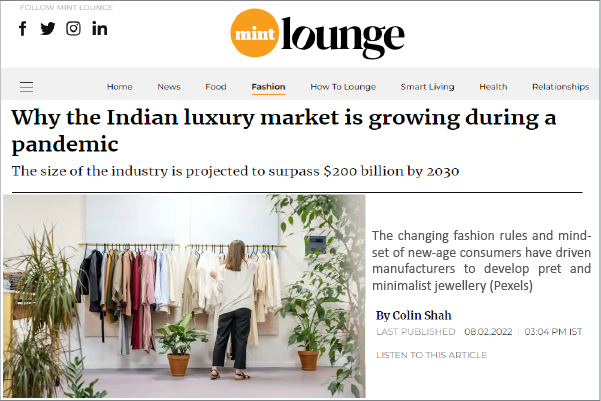 FOLLOW MINT LOUNGE
mint lounge
Home News Food Fashion How To Lounge Smart Living Health Relationships
Why the Indian luxury market is growing during a
pandemic
The size of the industry is projected to surpass $200 billion by 2030
The changing fashion rules and mind-
set of new-age consumers have driven
manufacturers to develop pret and
minimalist jewellery (Pexels)
By Colin Shah
LAST PUBLISHED 08.02.2022 | 03:04 PM IST
LISTEN TO THIS ARTICLE